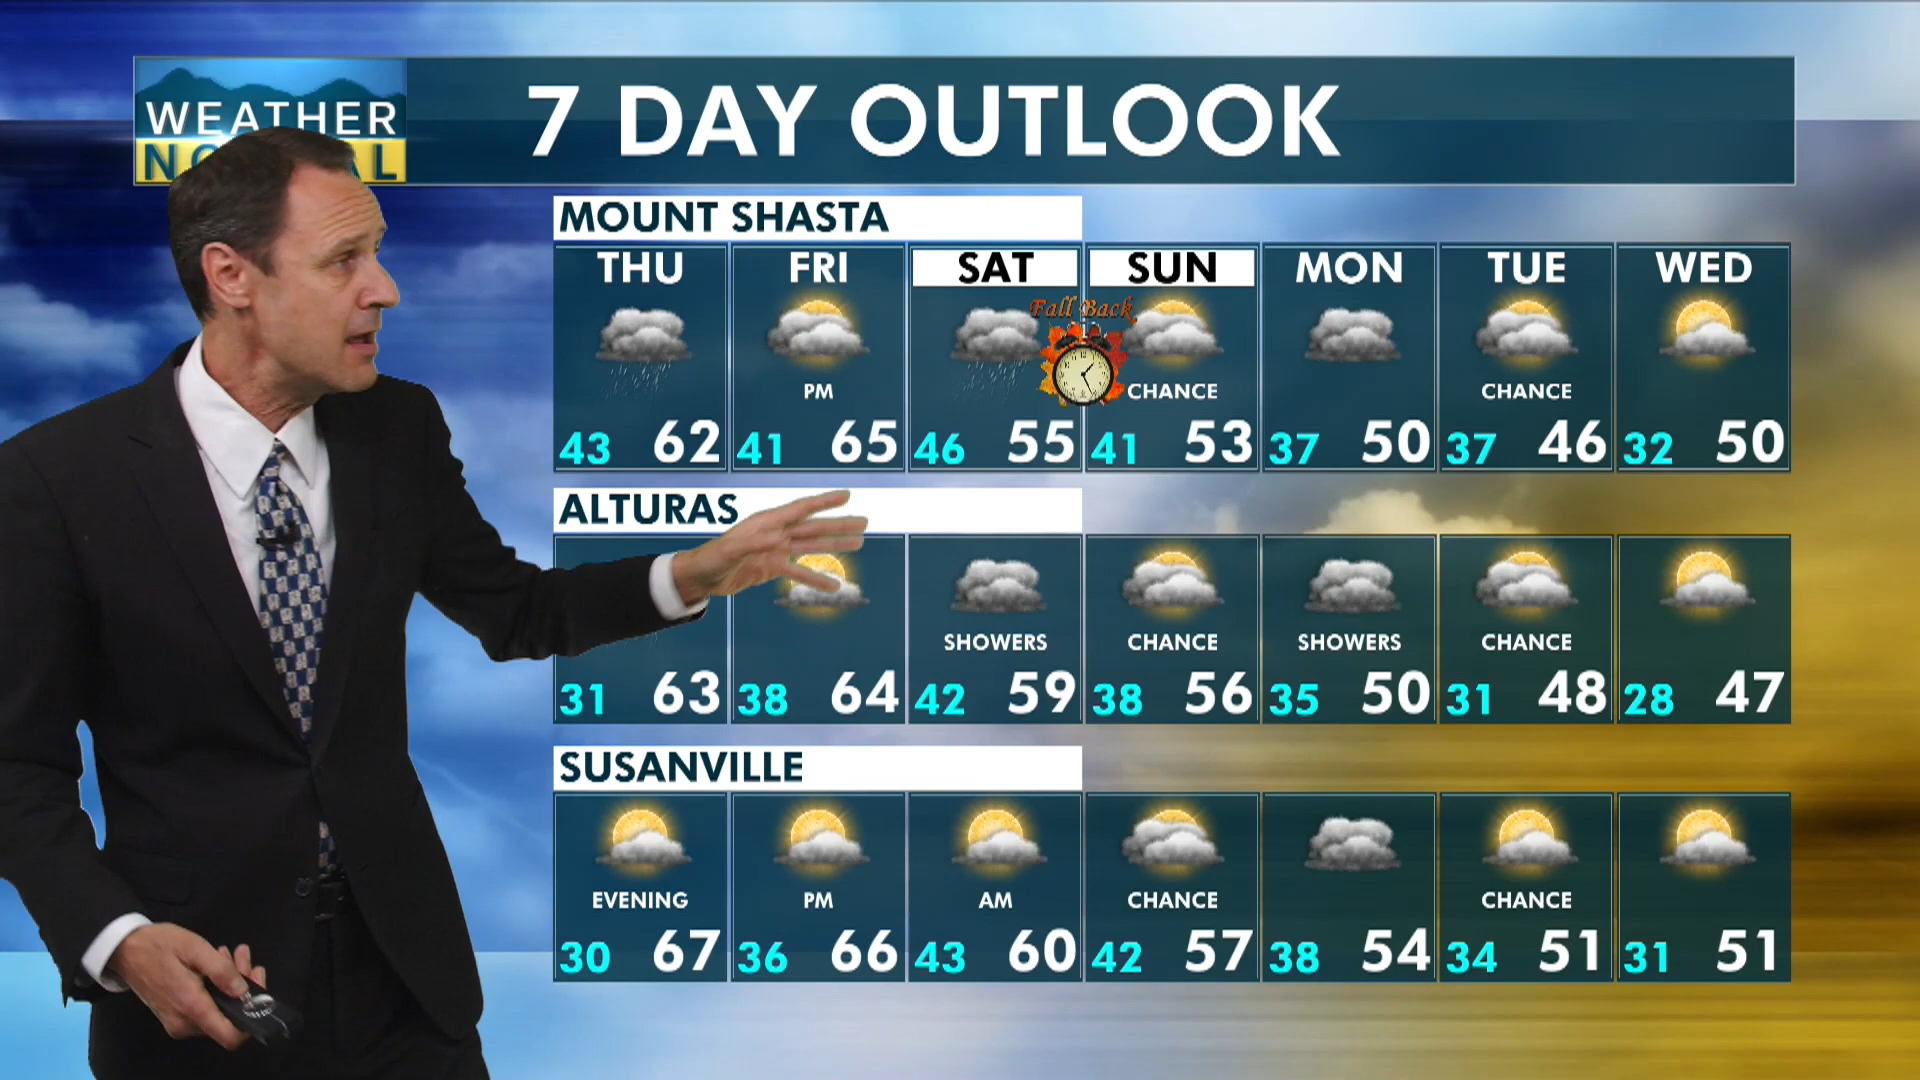 WEATHER
7 DAY OUTLOOK
MOUNT SHASTA
THU FRI SAT SUN MON TUE WED
Fall Back
PM CHANCE CHANCE
43 62 41 65 46 55 41 53 37 50 37 46 32 50
ALTURAS
SHOWERS CHANCE SHOWERS CHANCE
31 63 38 64 42 59 38 56 35 50 31 48 28 47
SUSANVILLE
EVENING PM AM CHANCE CHANCE
30 67 36 66 43 60 42 57 38 54 34 51 31 51